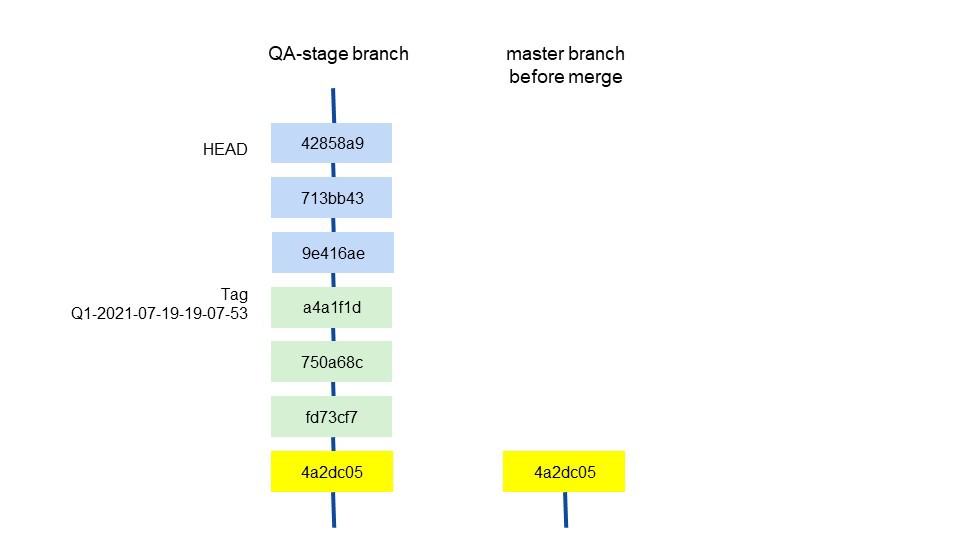 QA-stage branch
master branch
before merge
HEAD
42858a9
713bb43
9e416ae
Tag
Q1-2021-07-19-19-07-53
a4a1f1d
750a68c
fd73cf7
4a2dc05
4a2dc05